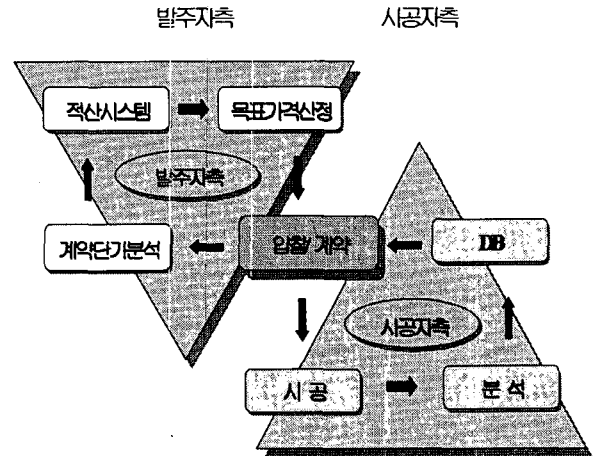 발주자측 시공자측
적산시스템 목표가격산정
발주자측
계약단가분석 입찰/계약 DB
시공자측
시 공 분 석